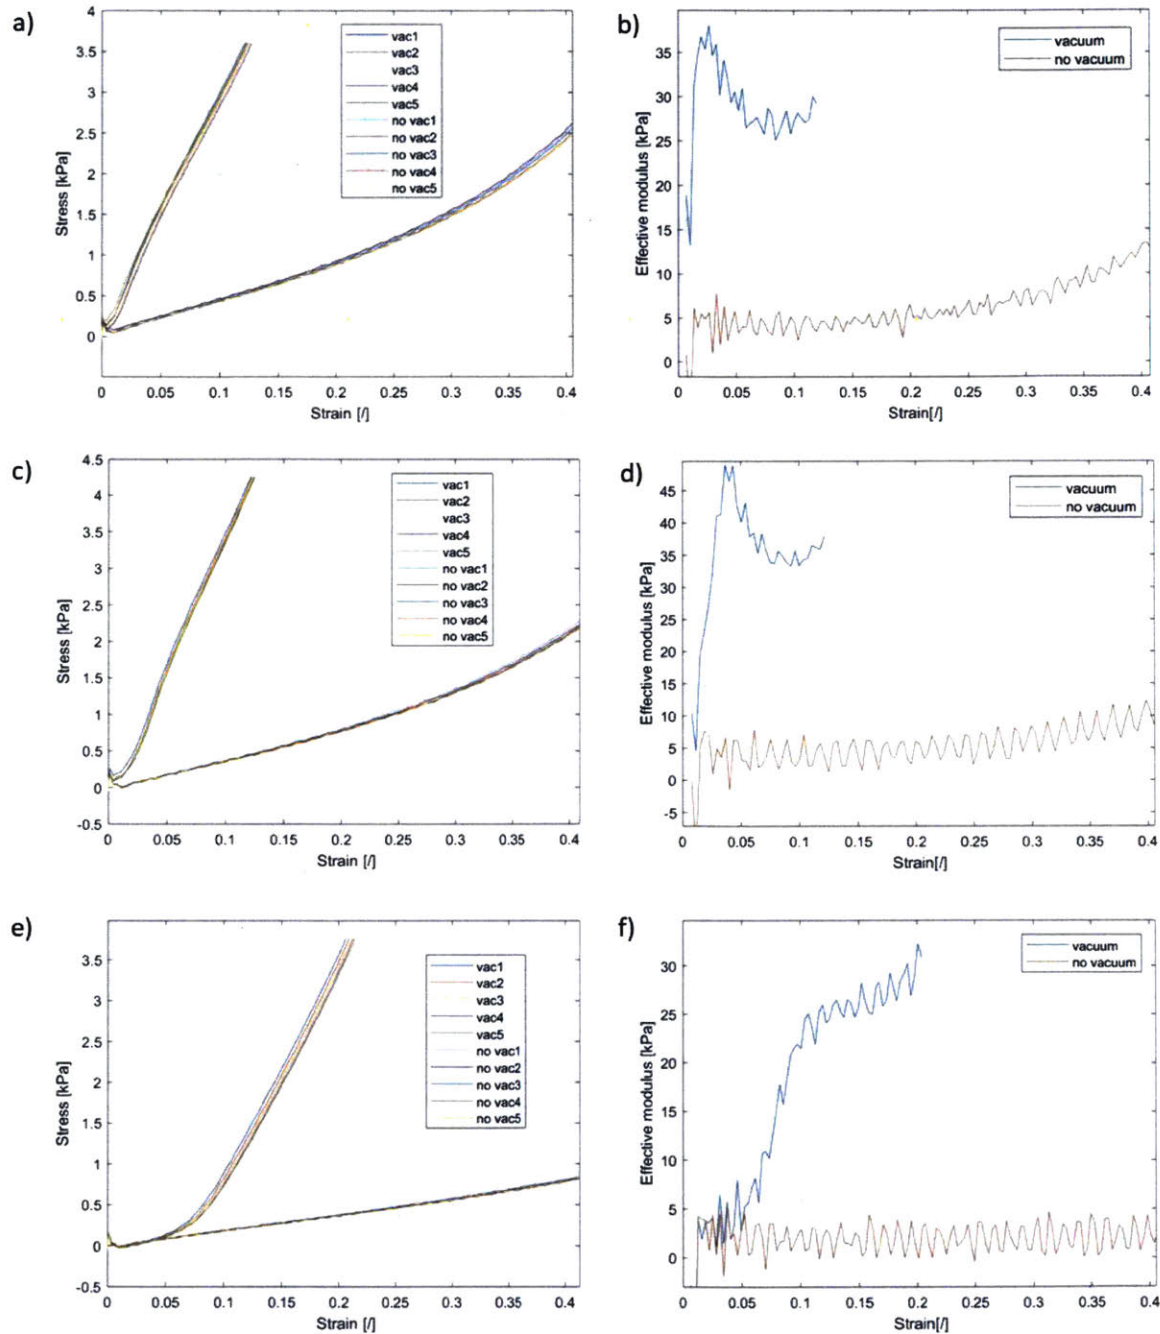 a)
4
3.5
3
2.5
2
1.5
1
0.5
0
Stress [kPa]
vac1
vac2
vac3
vac4
vac5
no vac1
no vac2
no vac3
no vac4
no vac5
0 0.05 0.1 0.15 0.2 0.25 0.3 0.35 0.4
Strain [/]
b)
35
30
25
20
15
10
5
0
Effective modulus [kPa]
vacuum
no vacuum
0 0.05 0.1 0.15 0.2 0.25 0.3 0.35 0.4
Strain[/]
c)
4.5
4
3.5
3
2.5
2
1.5
1
0.5
0
-0.5
Stress [kPa]
vac1
vac2
vac3
vac4
vac5
no vac1
no vac2
no vac3
no vac4
no vac5
0 0.05 0.1 0.15 0.2 0.25 0.3 0.35 0.4
Strain [/]
d)
45
40
35
30
25
20
15
10
5
0
-5
Effective modulus [kPa]
vacuum
no vacuum
0 0.05 0.1 0.15 0.2 0.25 0.3 0.35 0.4
Strain[/]
e)
3.5
3
2.5
2
1.5
1
0.5
0
-0.5
Stress [kPa]
vac1
vac2
vac3
vac4
vac5
no vac1
no vac2
no vac3
no vac4
no vac5
0 0.05 0.1 0.15 0.2 0.25 0.3 0.35 0.4
Strain [/]
f)
30
25
20
15
10
5
0
Effective modulus [kPa]
vacuum
no vacuum
0 0.05 0.1 0.15 0.2 0.25 0.3 0.35 0.4
Strain[/]